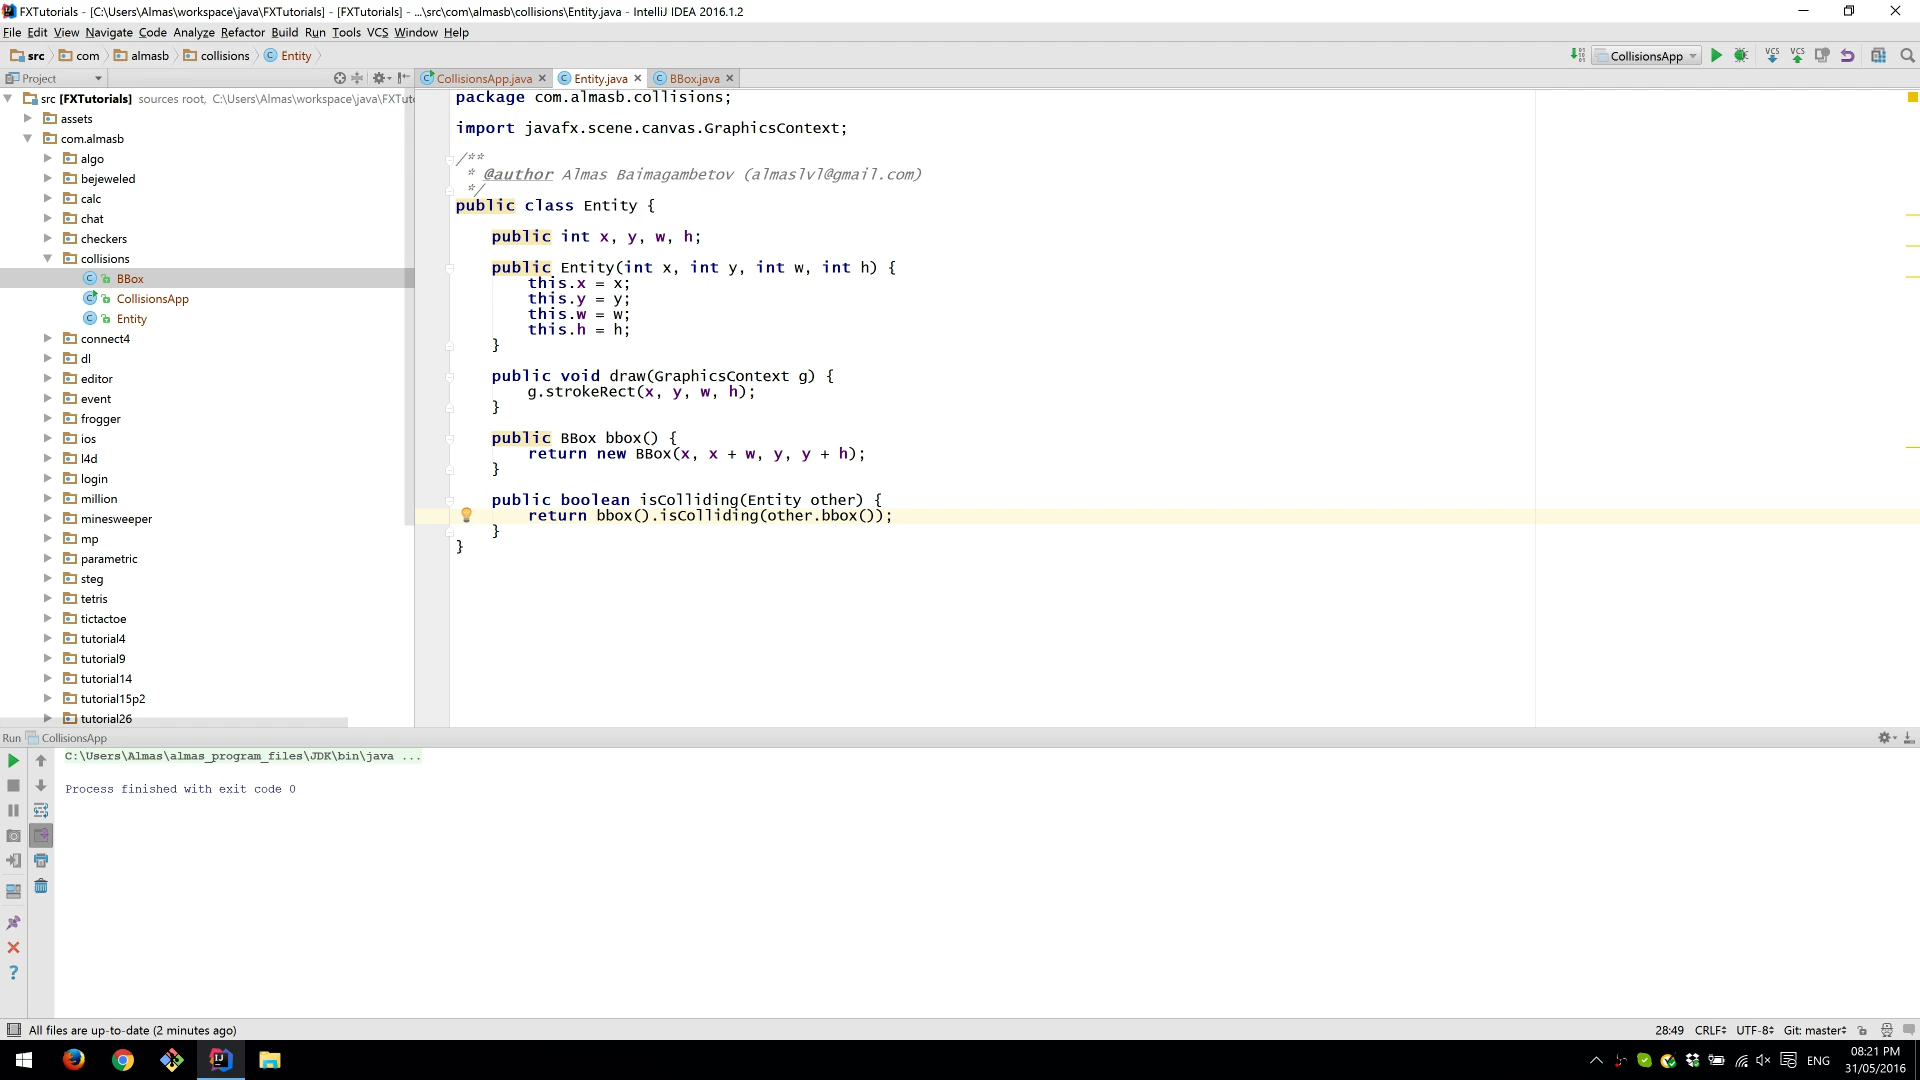 FXTutorials - [C:\Users\Almas\workspace\java\FXTutorials] - [FXTutorials] - ...\src\com\almasb\collisions\Entity.java - IntelliJ IDEA 2016.1.2
File Edit View Navigate Code Analyze Refactor Build Run Tools VCS Window Help
src com almasb collisions Entity CollisionsApp VCS VCS
Project CollisionsApp.java Entity.java BBox.java
src [FXTutorials] sources root, C:\Users\Almas\workspace\java\FXTuto
assets
com.almasb
algo
bejeweled
calc
chat
checkers
collisions
BBox
CollisionsApp
Entity
connect4
dl
editor
event
frogger
ios
l4d
login
million
minesweeper
mp
parametric
steg
tetris
tictactoe
tutorial4
tutorial9
tutorial14
tutorial15p2
tutorial26
package com.almasb.collisions;
import javafx.scene.canvas.GraphicsContext;
/**
* @author Almas Baimagambetov (almaslvl@gmail.com)
*/
public class Entity {
public int x, y, w, h;
public Entity(int x, int y, int w, int h) {
this.x = x;
this.y = y;
this.w = w;
this.h = h;
}
public void draw(GraphicsContext g) {
g.strokeRect(x, y, w, h);
}
public BBox bbox() {
return new BBox(x, x + w, y, y + h);
}
public boolean isColliding(Entity other) {
return bbox().isColliding(other.bbox());
}
}
Run CollisionsApp
C:\Users\Almas\almas_program_files\JDK\bin\java ...
Process finished with exit code 0
All files are up-to-date (2 minutes ago) 28:49 CRLF UTF-8 Git: master
ENG 08:21 PM
31/05/2016